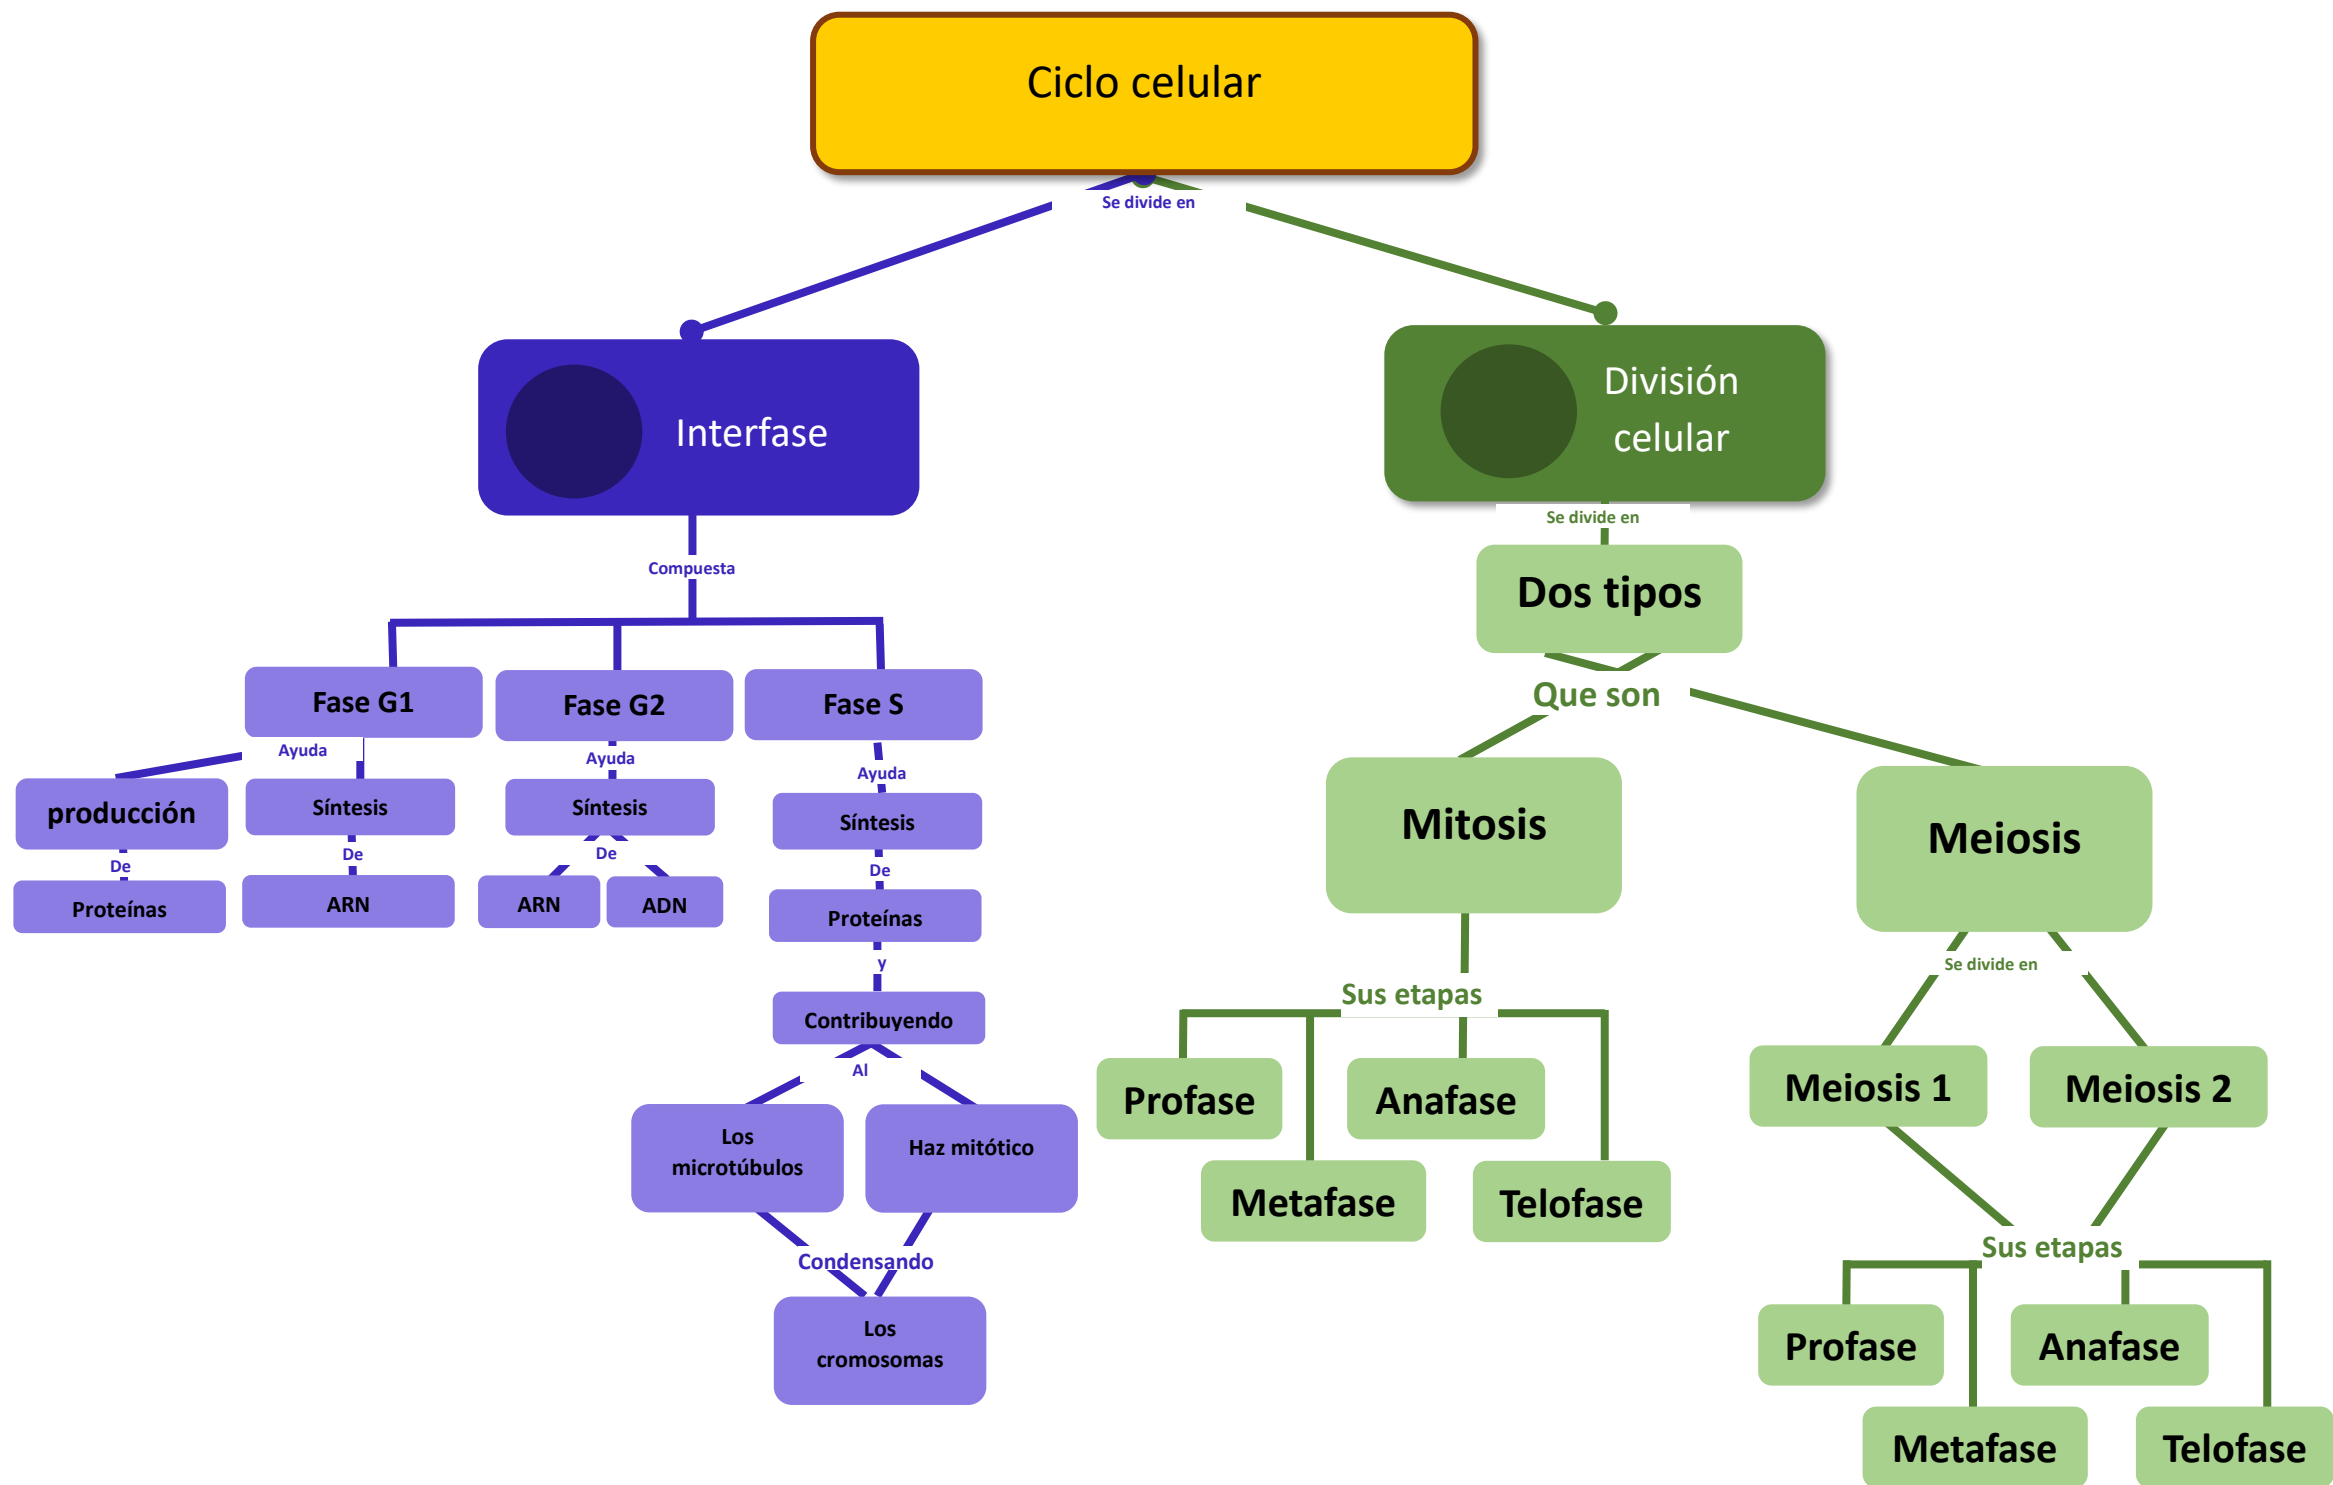 Ciclo celular
Se divide en
Interfase
División
celular
Compuesta
Se divide en
Dos tipos
Fase G1
Fase G2
Fase S
Que son
Ayuda
Ayuda
Ayuda
producción
Síntesis
Síntesis
Síntesis
Mitosis
Meiosis
De
De
De
De
Proteínas
ARN
ARN
ADN
Proteínas
y
Contribuyendo
Al
Los
microtúbulos
Haz mitótico
Condensando
Los
cromosomas
Sus etapas
Profase
Anafase
Metafase
Telofase
Se divide en
Meiosis 1
Meiosis 2
Sus etapas
Profase
Anafase
Metafase
Telofase